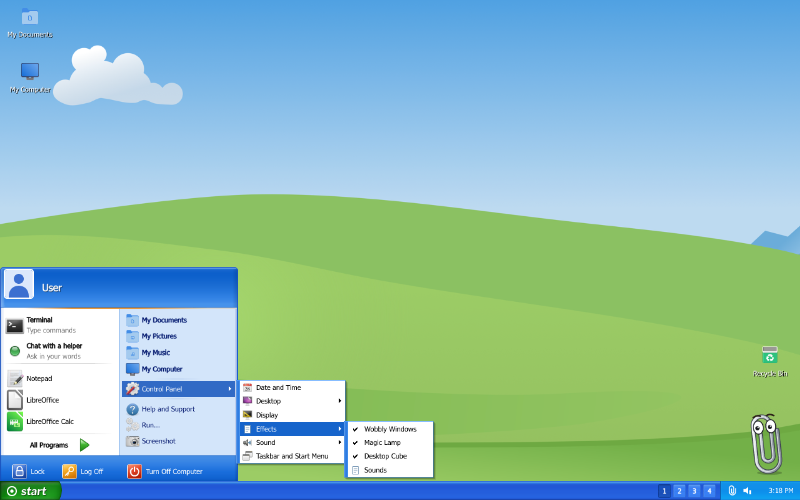 My Documents
My Computer
User
Terminal
Type commands
Chat with a helper
Ask in your words
Notepad
LibreOffice
LibreOffice Calc
All Programs
My Documents
My Pictures
My Music
My Computer
Control Panel
Help and Support
Run...
Screenshot
Date and Time
Desktop
Display
Effects
Sound
Taskbar and Start Menu
Wobbly Windows
Magic Lamp
Desktop Cube
Sounds
Recycle Bin
Lock
Log Off
Turn Off Computer
start
1 2 3 4
3:18 PM